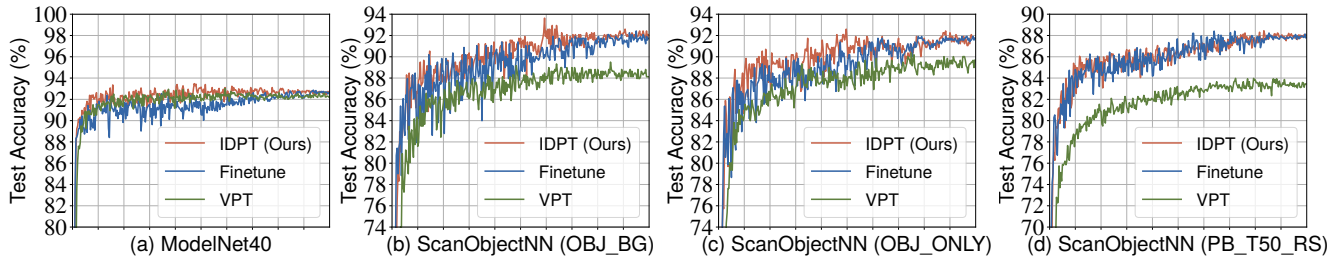 Test Accuracy (%)
100
98
96
94
92
90
88
86
84
82
80
IDPT (Ours)
Finetune
VPT
(a) ModelNet40
Test Accuracy (%)
94
92
90
88
86
84
82
80
78
76
74
IDPT (Ours)
Finetune
VPT
(b) ScanObjectNN (OBJ_BG)
Test Accuracy (%)
94
92
90
88
86
84
82
80
78
76
74
IDPT (Ours)
Finetune
VPT
(c) ScanObjectNN (OBJ_ONLY)
Test Accuracy (%)
90
88
86
84
82
80
78
76
74
72
70
IDPT (Ours)
Finetune
VPT
(d) ScanObjectNN (PB_T50_RS)